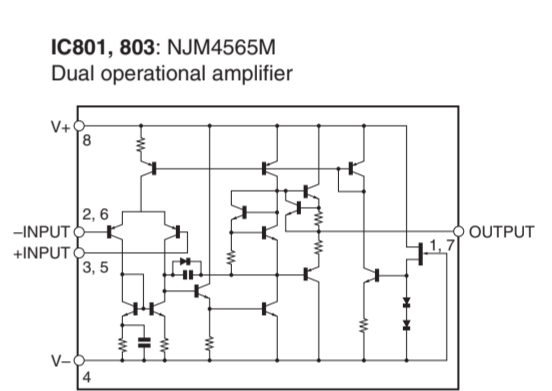 IC801, 803: NJM4565M
Dual operational amplifier
V+
8
2, 6
–INPUT
+INPUT
3, 5
OUTPUT
1, 7
V–
4